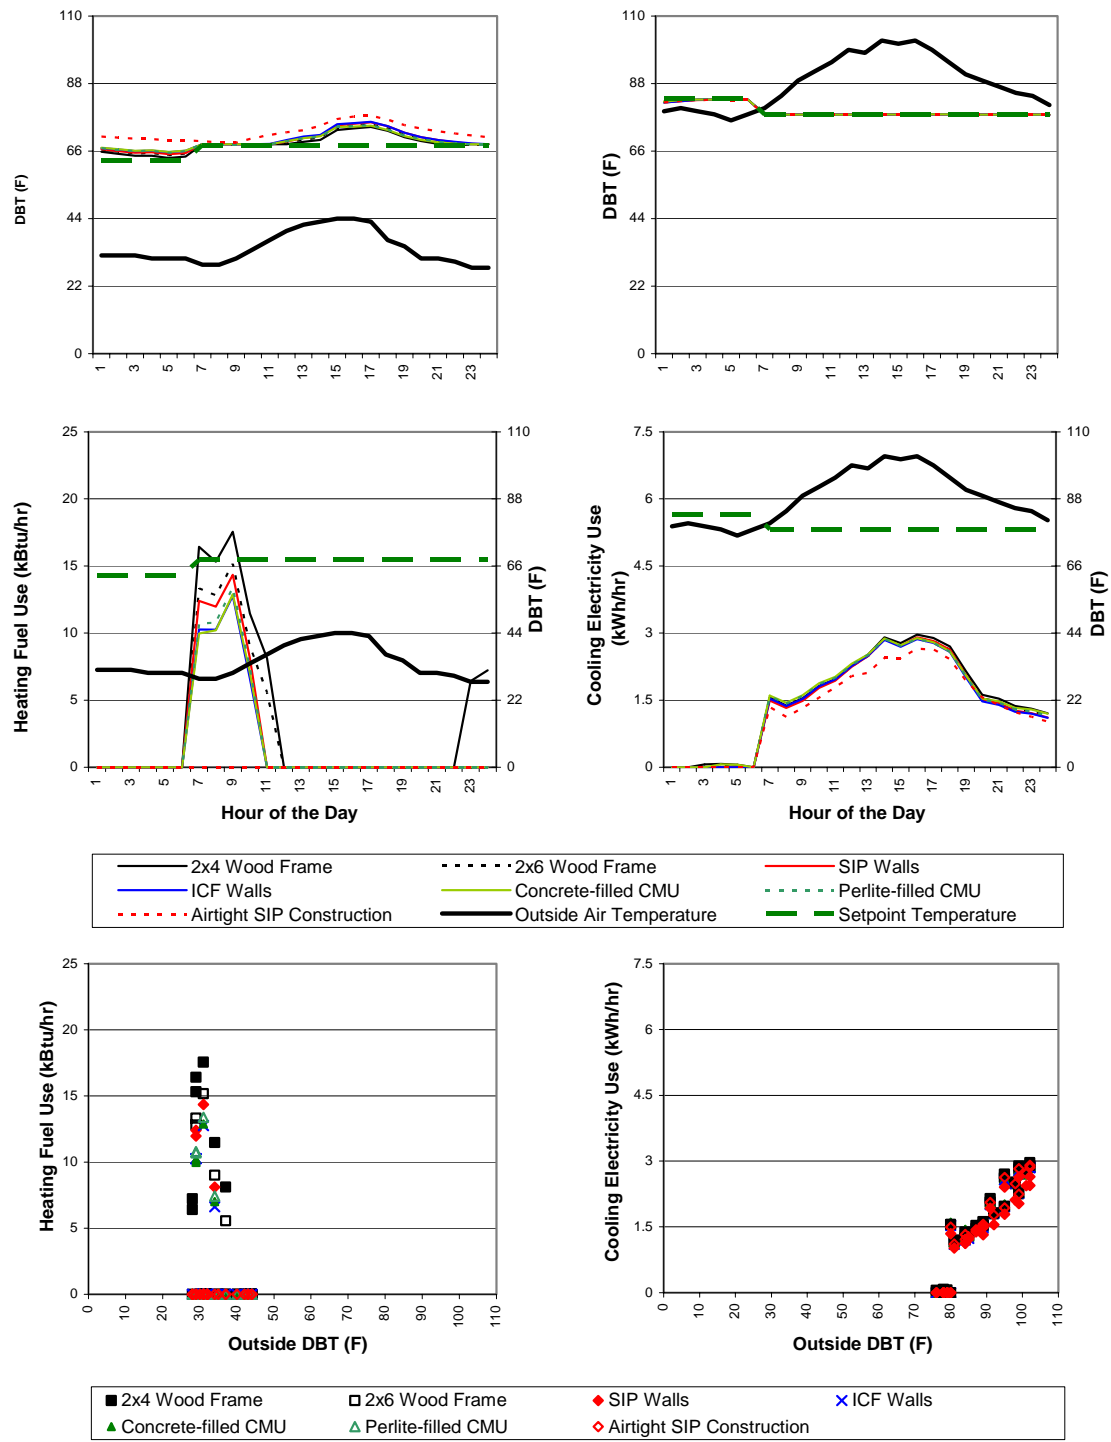 110
88
66
44
22
0
DBT (F)
1 3 5 7 9 11 13 15 17 19 21 23
110
88
66
44
22
0
DBT (F)
1 3 5 7 9 11 13 15 17 19 21 23
25
20
15
10
5
0
Heating Fuel Use (kBtu/hr)
110
88
66
44
22
0
DBT (F)
1 3 5 7 9 11 13 15 17 19 21 23
Hour of the Day
7.5
6
4.5
3
1.5
0
Cooling Electricity Use
(kWh/hr)
110
88
66
44
22
0
DBT (F)
1 3 5 7 9 11 13 15 17 19 21 23
Hour of the Day
2x4 Wood Frame 2x6 Wood Frame SIP Walls
ICF Walls Concrete-filled CMU Perlite-filled CMU
Airtight SIP Construction Outside Air Temperature Setpoint Temperature
25
20
15
10
5
0
Heating Fuel Use (kBtu/hr)
0 10 20 30 40 50 60 70 80 90 100 110
Outside DBT (F)
7.5
6
4.5
3
1.5
0
Cooling Electricity Use (kWh/hr)
0 10 20 30 40 50 60 70 80 90 100 110
Outside DBT (F)
2x4 Wood Frame 2x6 Wood Frame SIP Walls ICF Walls
Concrete-filled CMU Perlite-filled CMU Airtight SIP Construction